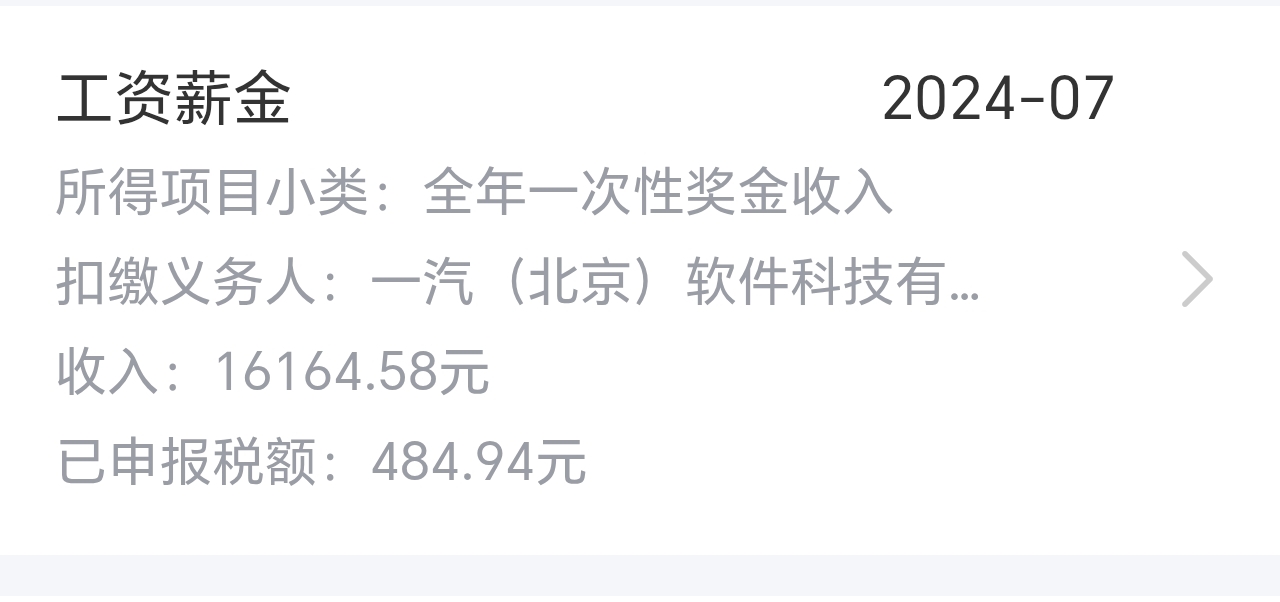 工资薪金 2024-07
所得项目小类：全年一次性奖金收入
扣缴义务人：一汽（北京）软件科技有...
收入：16164.58元
已申报税额：484.94元